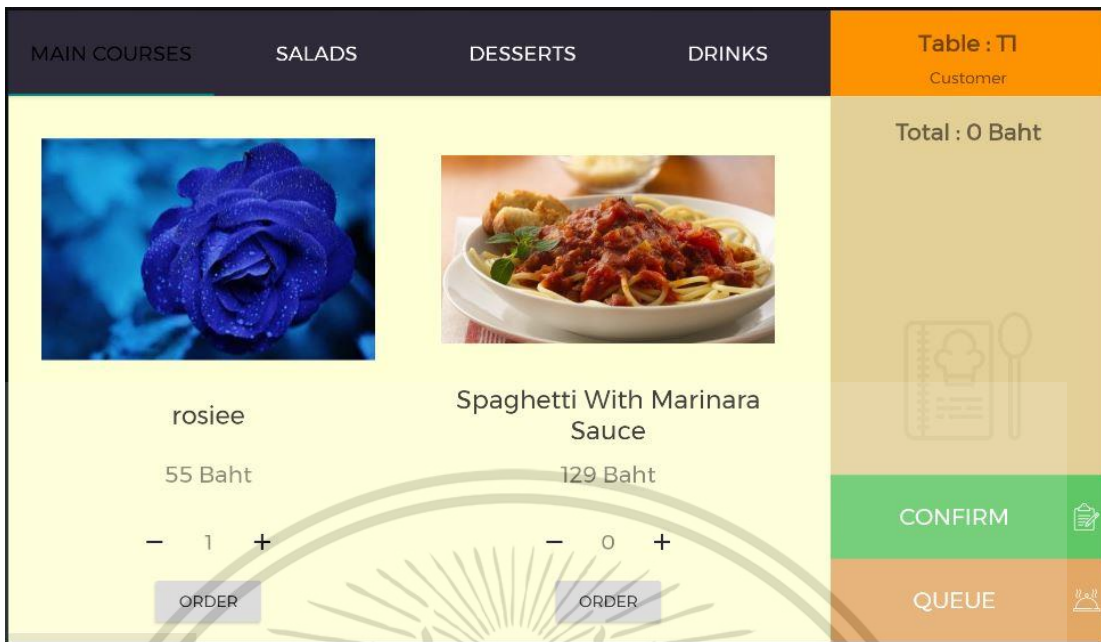 MAIN COURSES
SALADS
DESSERTS
DRINKS
Table : T1
Customer
Total : 0 Baht
rosiee
55 Baht
− 1 +
ORDER
Spaghetti With Marinara
Sauce
129 Baht
− 0 +
ORDER
CONFIRM
QUEUE